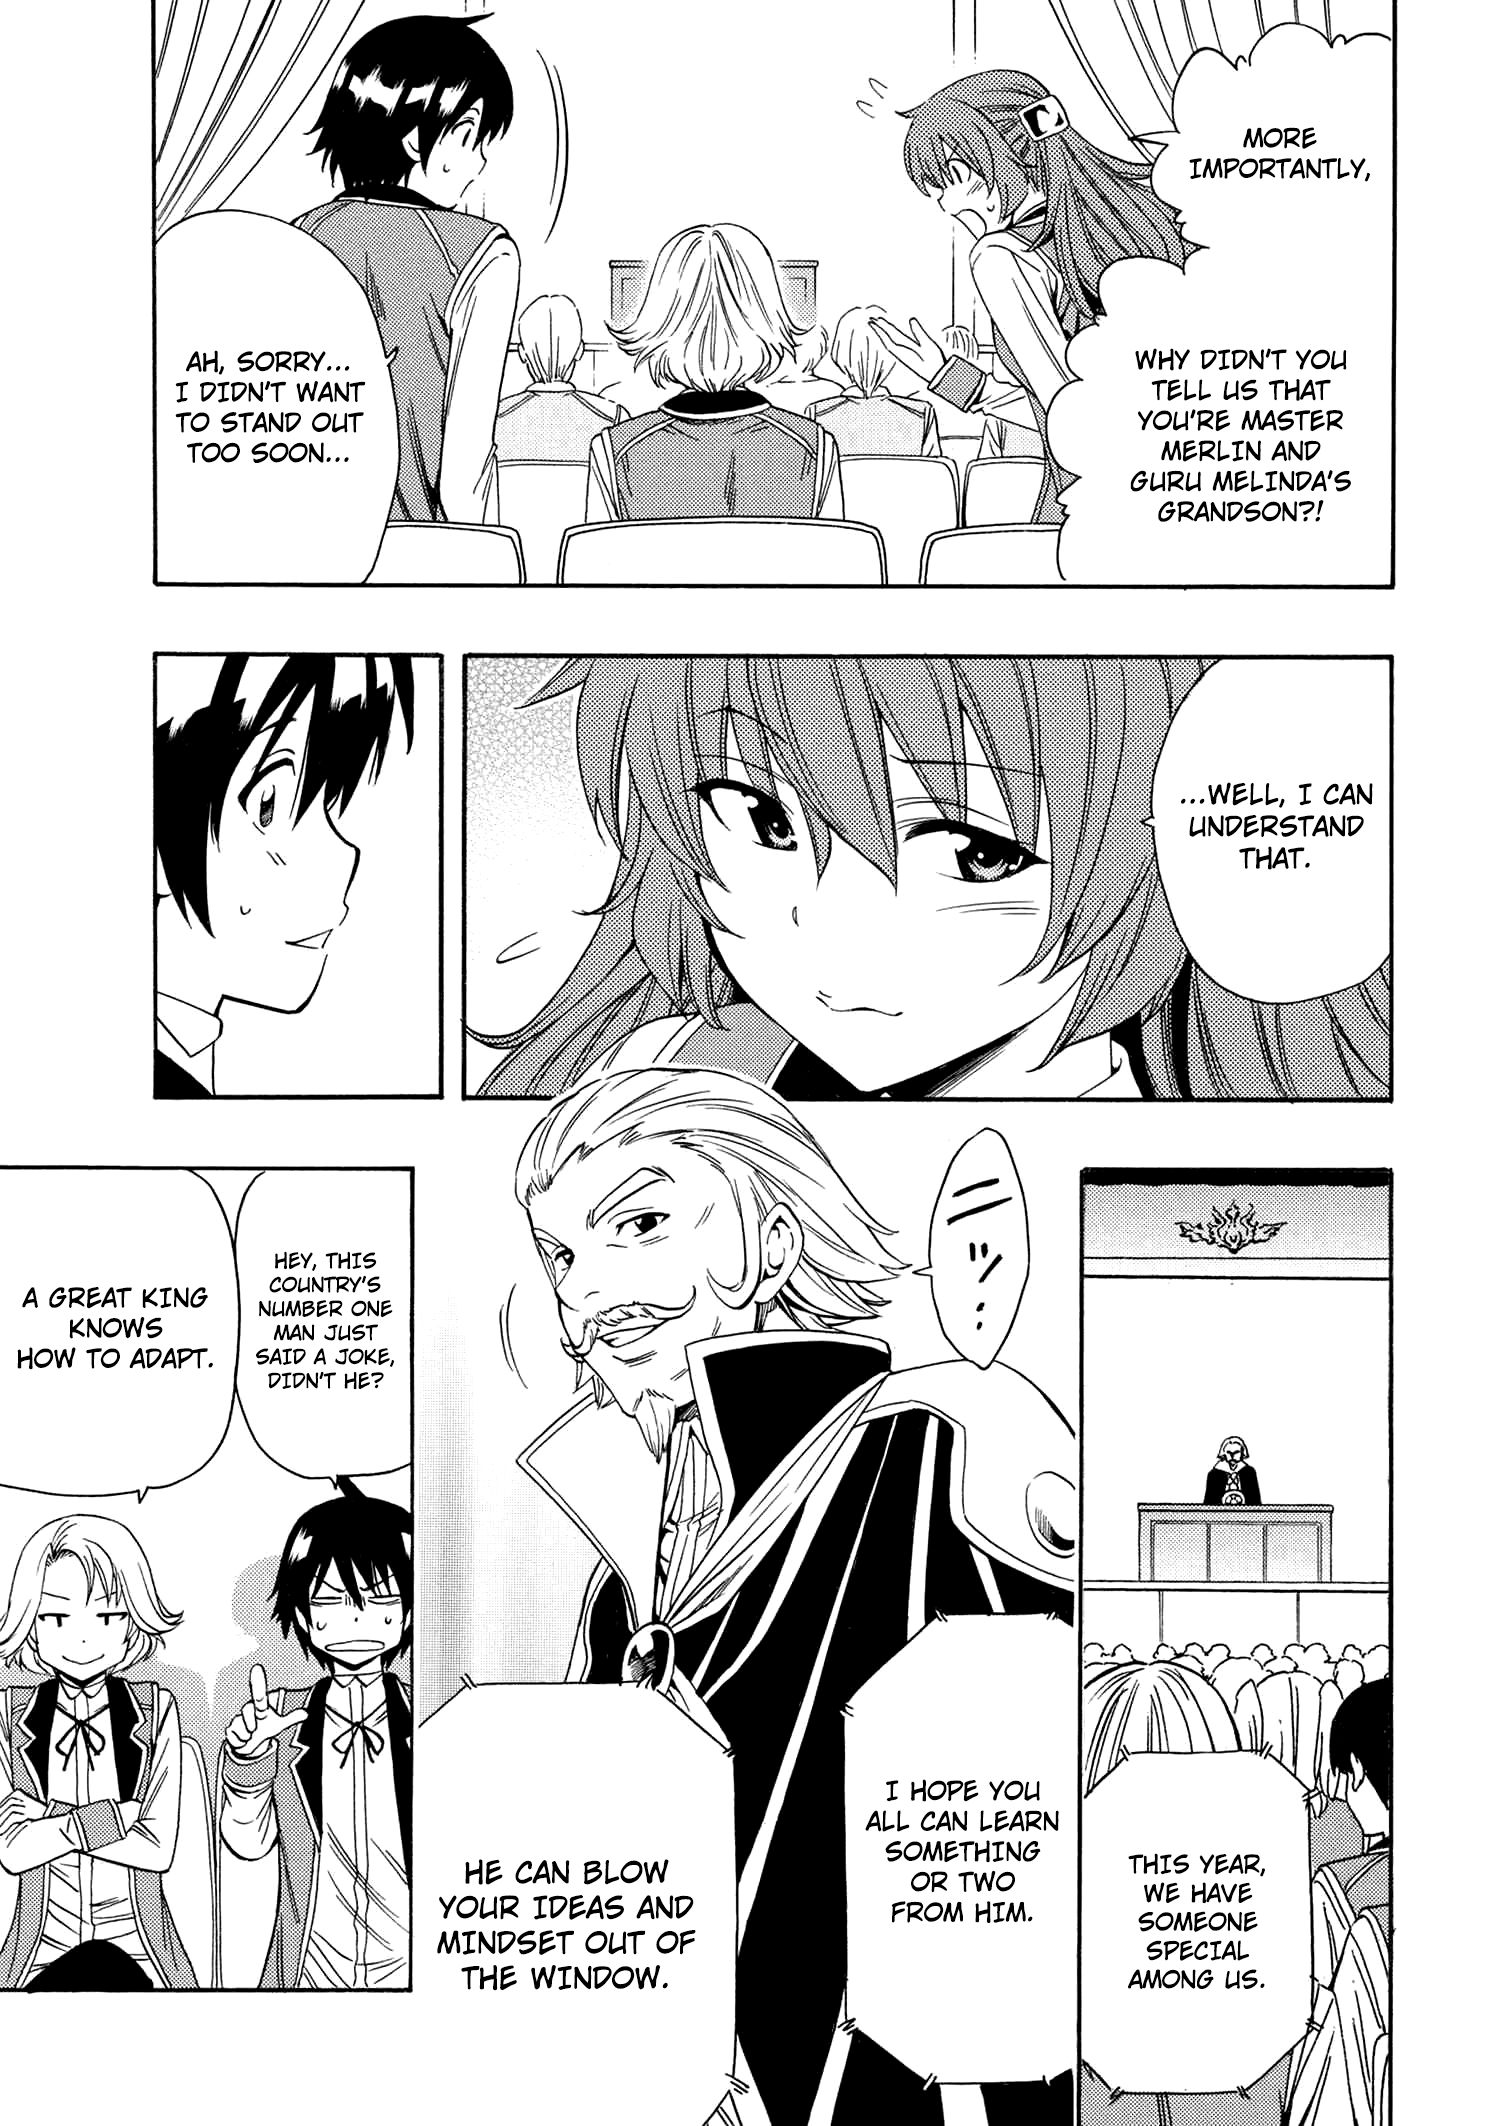 MORE
IMPORTANTLY,
WHY DIDN'T YOU
TELL US THAT
YOU'RE MASTER
MERLIN AND
GURU MELINDA'S
GRANDSON?!
AH, SORRY...
I DIDN'T WANT
TO STAND OUT
TOO SOON...
...WELL, I CAN
UNDERSTAND
THAT.
THIS YEAR,
WE HAVE
SOMEONE
SPECIAL
AMONG US.
ニッ…
I HOPE YOU
ALL CAN LEARN
SOMETHING
OR TWO
FROM HIM.
HE CAN BLOW
YOUR IDEAS AND
MINDSET OUT OF
THE WINDOW.
HEY, THIS
COUNTRY'S
NUMBER ONE
MAN JUST
SAID A JOKE,
DIDN'T HE?
A GREAT KING
KNOWS
HOW TO ADAPT.